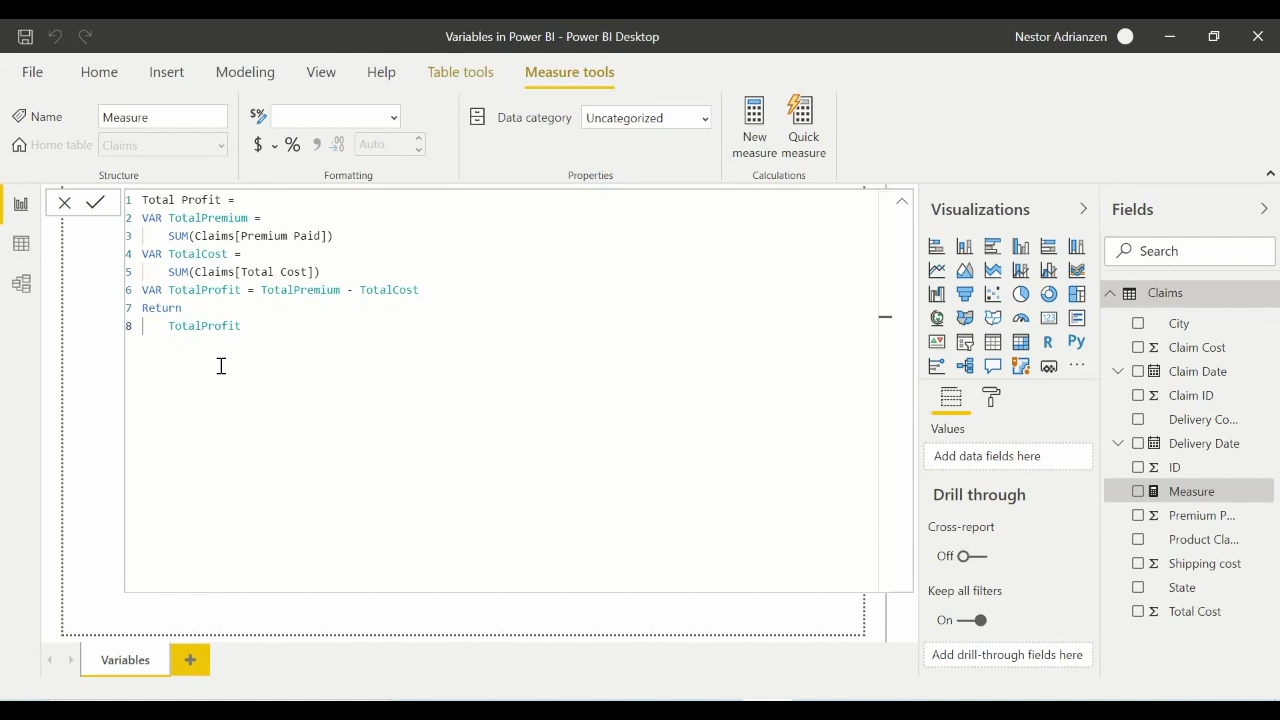 Variables in Power BI - Power BI Desktop
Nestor Adrianzen
File Home Insert Modeling View Help Table tools Measure tools
Name Measure
Home table Claims
Structure
$%
$ % Auto
Formatting
Data category Uncategorized
Properties
New measure
Quick measure
Calculations
1 Total Profit =
2 VAR TotalPremium =
3 SUM(Claims[Premium Paid])
4 VAR TotalCost =
5 SUM(Claims[Total Cost])
6 VAR TotalProfit = TotalPremium - TotalCost
7 Return
8 TotalProfit
Visualizations
123
R Py
Values
Add data fields here
Drill through
Cross-report
Off
Keep all filters
On
Add drill-through fields here
Fields
Search
Claims
City
Σ Claim Cost
Claim Date
Σ Claim ID
Delivery Co...
Delivery Date
Σ ID
Measure
Σ Premium P...
Product Cla...
Σ Shipping cost
State
Σ Total Cost
Variables